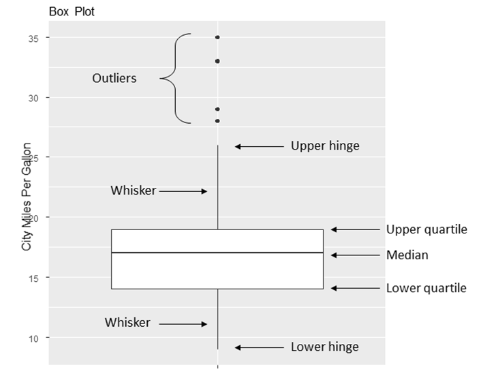 Box Plot
35
Outliers
30
Upper hinge
25
Whisker
City Miles Per Gallon
20
Upper quartile
Median
15
Lower quartile
Whisker
10
Lower hinge